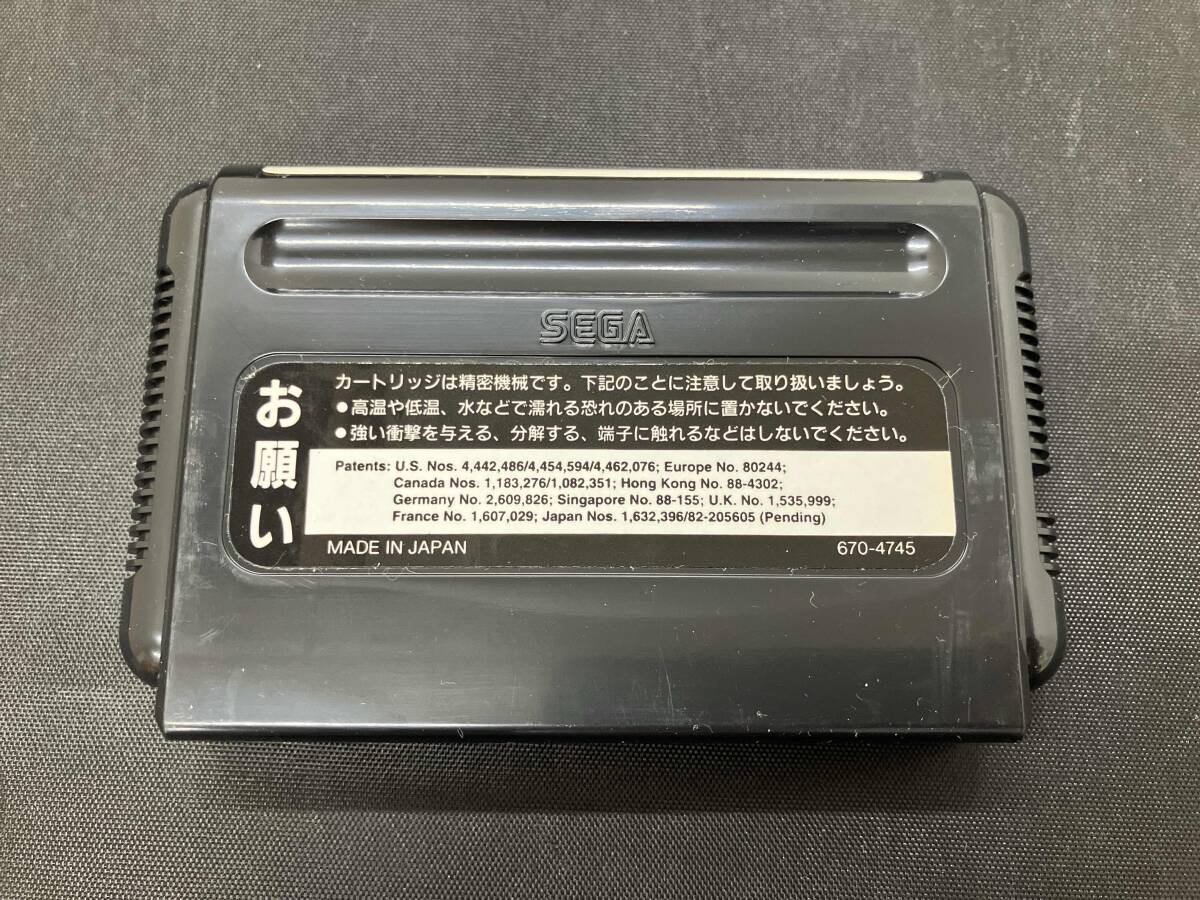 SEGA
お願い
カートリッジは精密機械です。下記のことに注意して取り扱いましょう。
●高温や低温、水などで濡れる恐れのある場所に置かないでください。
●強い衝撃を与える、分解する、端子に触れるなどはしないでください。
Patents: U.S. Nos. 4,442,486/4,454,594/4,462,076; Europe No. 80244;
Canada Nos. 1,183,276/1,082,351; Hong Kong No. 88-4302;
Germany No. 2,609,826; Singapore No. 88-155; U.K. No. 1,535,999;
France No. 1,607,029; Japan Nos. 1,632,396/82-205605 (Pending)
MADE IN JAPAN 670-4745